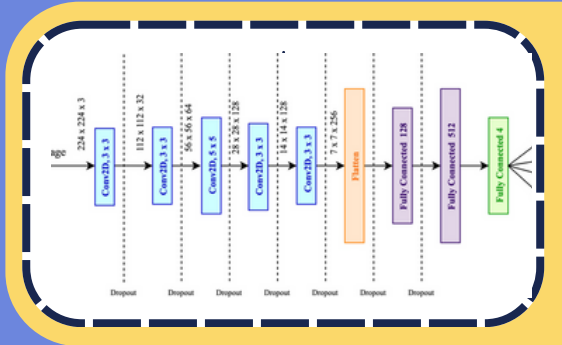 224 x 224 x 3
Conv2D, 3 x 3
112 x 112 x 32
Conv2D, 3 x 3
56 x 56 x 64
Conv2D, 5 x 5
28 x 28 x 128
Conv2D, 3 x 3
14 x 14 x 128
Conv2D, 3 x 3
7 x 7 x 256
Flatten
Fully Connected 128
Fully Connected 512
Fully Connected 4
Dropout
Dropout
Dropout
Dropout
Dropout
Dropout
Dropout